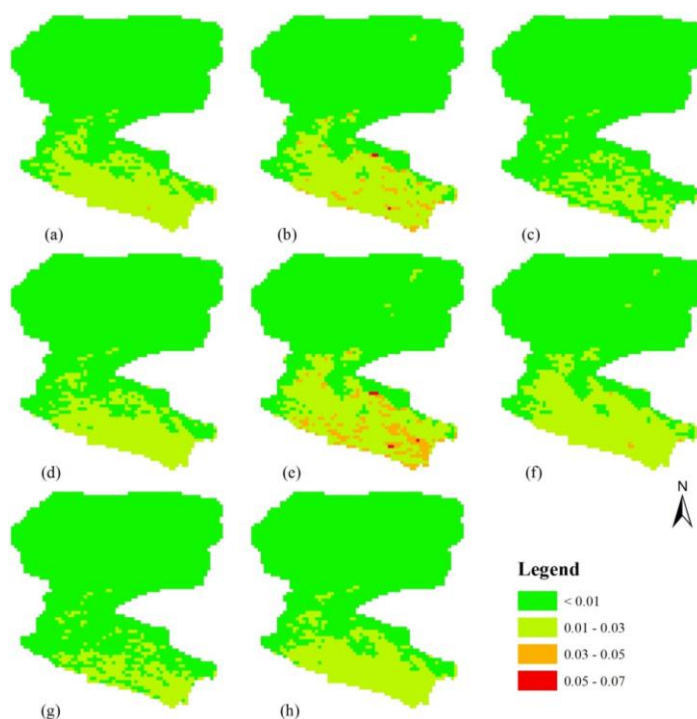 (a)
(b)
(c)
(d)
(e)
(f)
N
(g)
(h)
Legend
< 0.01
0.01 - 0.03
0.03 - 0.05
0.05 - 0.07